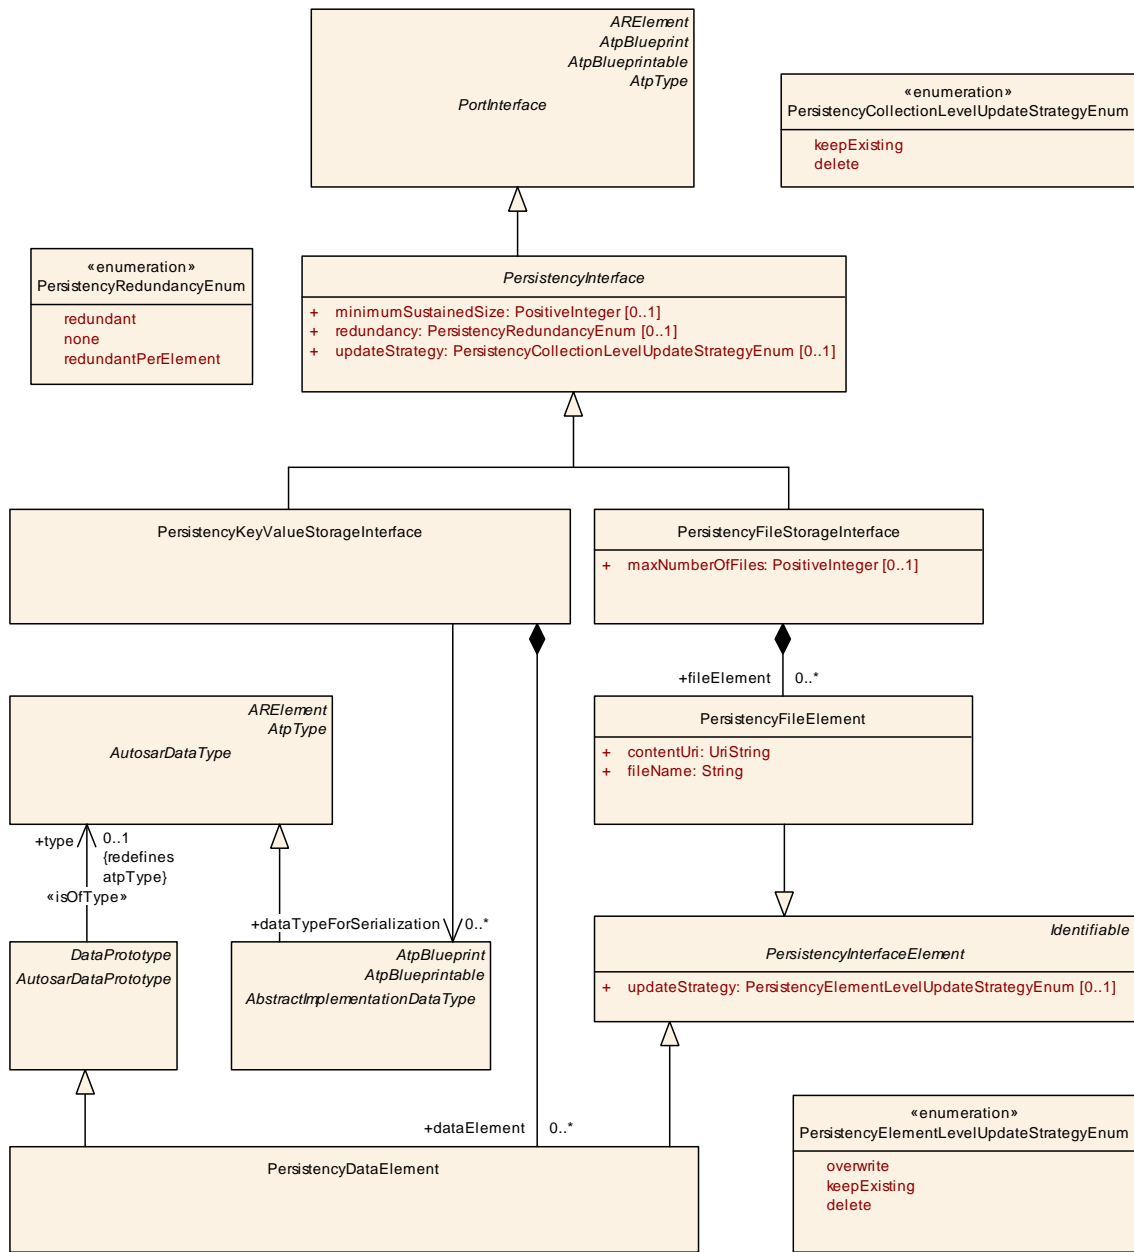 ARElement
AtpBlueprint
AtpBlueprintable
AtpType
PortInterface
«enumeration»
PersistencyCollectionLevelUpdateStrategyEnum
keepExisting
delete
«enumeration»
PersistencyRedundancyEnum
redundant
none
redundantPerElement
PersistencyInterface
+ minimumSustainedSize: PositiveInteger [0..1]
+ redundancy: PersistencyRedundancyEnum [0..1]
+ updateStrategy: PersistencyCollectionLevelUpdateStrategyEnum [0..1]
PersistencyKeyValueStorageInterface
PersistencyFileStorageInterface
+ maxNumberOfFiles: PositiveInteger [0..1]
+fileElement 0..*
ARElement
AtpType
AutosarDataType
PersistencyFileElement
+ contentUri: UriString
+ fileName: String
+type 0..1
{redefines
atpType}
«isOfType»
+dataTypeForSerialization 0..*
DataPrototype
AutosarDataPrototype
AtpBlueprint
AtpBlueprintable
AbstractImplementationDataType
Identifiable
PersistencyInterfaceElement
+ updateStrategy: PersistencyElementLevelUpdateStrategyEnum [0..1]
+dataElement 0..*
PersistencyDataElement
«enumeration»
PersistencyElementLevelUpdateStrategyEnum
overwrite
keepExisting
delete